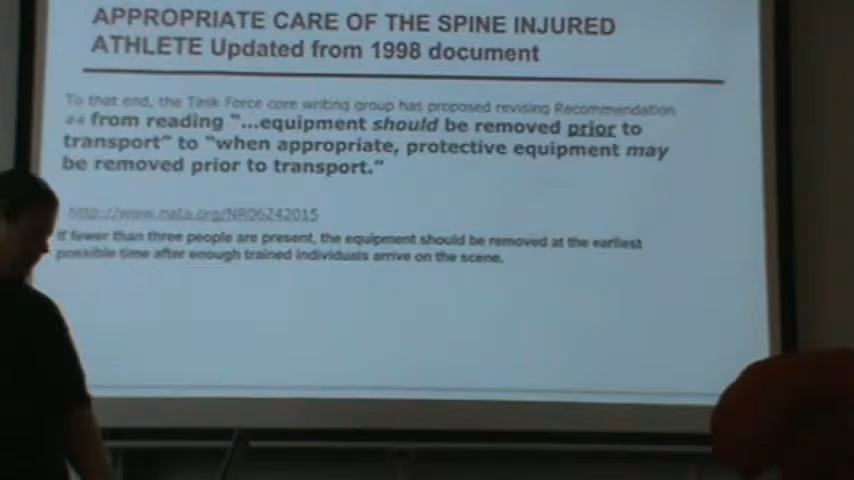 APPROPRIATE CARE OF THE SPINE INJURED
ATHLETE Updated from 1998 document
To that end, the Task Force core writing group has proposed revising Recommendation
#4 from reading "...equipment should be removed prior to
transport" to "when appropriate, protective equipment may
be removed prior to transport."
http://www.nata.org/NR06242015
If fewer than three people are present, the equipment should be removed at the earliest
possible time after enough trained individuals arrive on the scene.